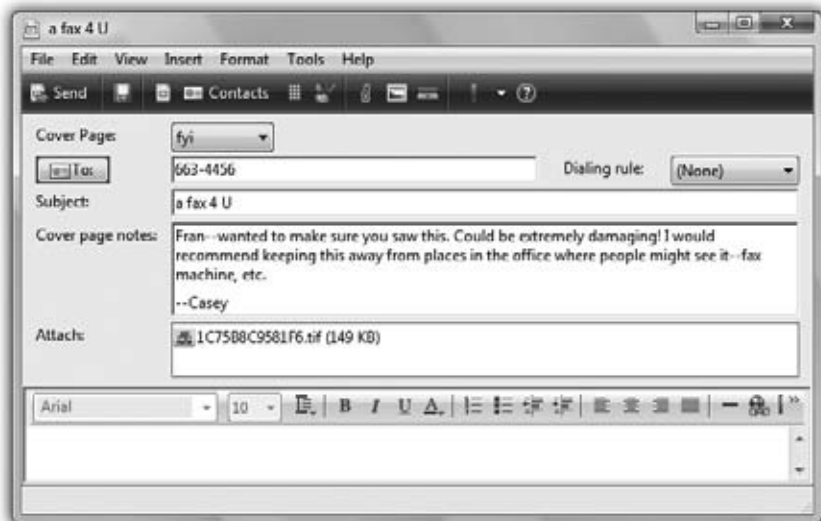 a fax 4 U
File Edit View Insert Format Tools Help
Send Contacts
Cover Page: fyi
To: 663-4456 Dialing rule: (None)
Subject: a fax 4 U
Cover page notes: Fran--wanted to make sure you saw this. Could be extremely damaging! I would
recommend keeping this away from places in the office where people might see it--fax
machine, etc.
--Casey
Attach: 1C75B8C9581F6.tif (149 KB)
Arial 10 B I U A